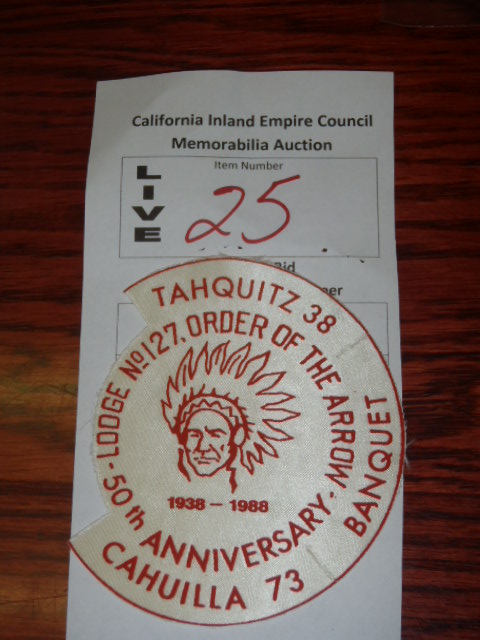 California Inland Empire Council
Memorabilia Auction
Item Number
LIVE
25
Bid
TAHQUITZ 38
BANQUET
CAHUILLA 73
LODGE No 127, ORDER OF THE ARROW.
50th ANNIVERSARY.
1938 - 1988